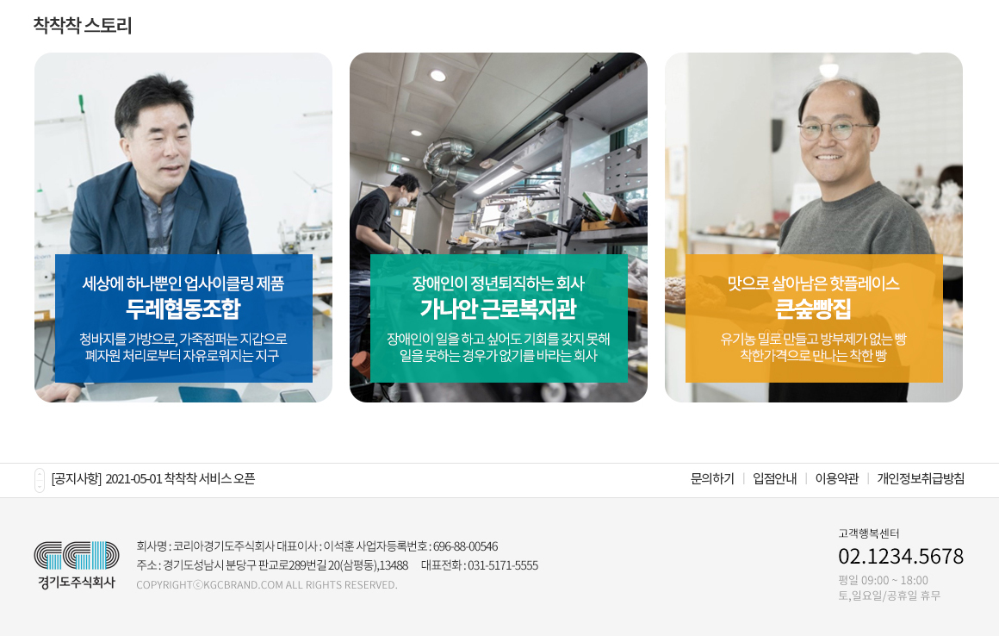 착착착 스토리
세상에 하나뿐인 업사이클링 제품
두레협동조합
청바지를 가방으로, 가죽점퍼는 지갑으로
폐자원 처리로부터 자유로워지는 지구
장애인이 정년퇴직하는 회사
가나안 근로복지관
장애인이 일을 하고 싶어도 기회를 갖지 못해
일을 못하는 경우가 없기를 바라는 회사
맛으로 살아남은 핫플레이스
큰숲빵집
유기농 밀로 만들고 방부제가 없는 빵
착한가격으로 만나는 착한 빵
[공지사항] 2021-05-01 착착착 서비스 오픈
문의하기 | 입점안내 | 이용약관 | 개인정보취급방침
경기도주식회사
회사명 : 코리아경기도주식회사 대표이사 : 이석훈 사업자등록번호 : 696-88-00546
주소 : 경기도성남시 분당구 판교로289번길 20(삼평동),13488 대표전화 : 031-5171-5555
COPYRIGHTⓒKGCBRAND.COM ALL RIGHTS RESERVED.
고객행복센터
02.1234.5678
평일 09:00 ~ 18:00
토,일요일/공휴일 휴무